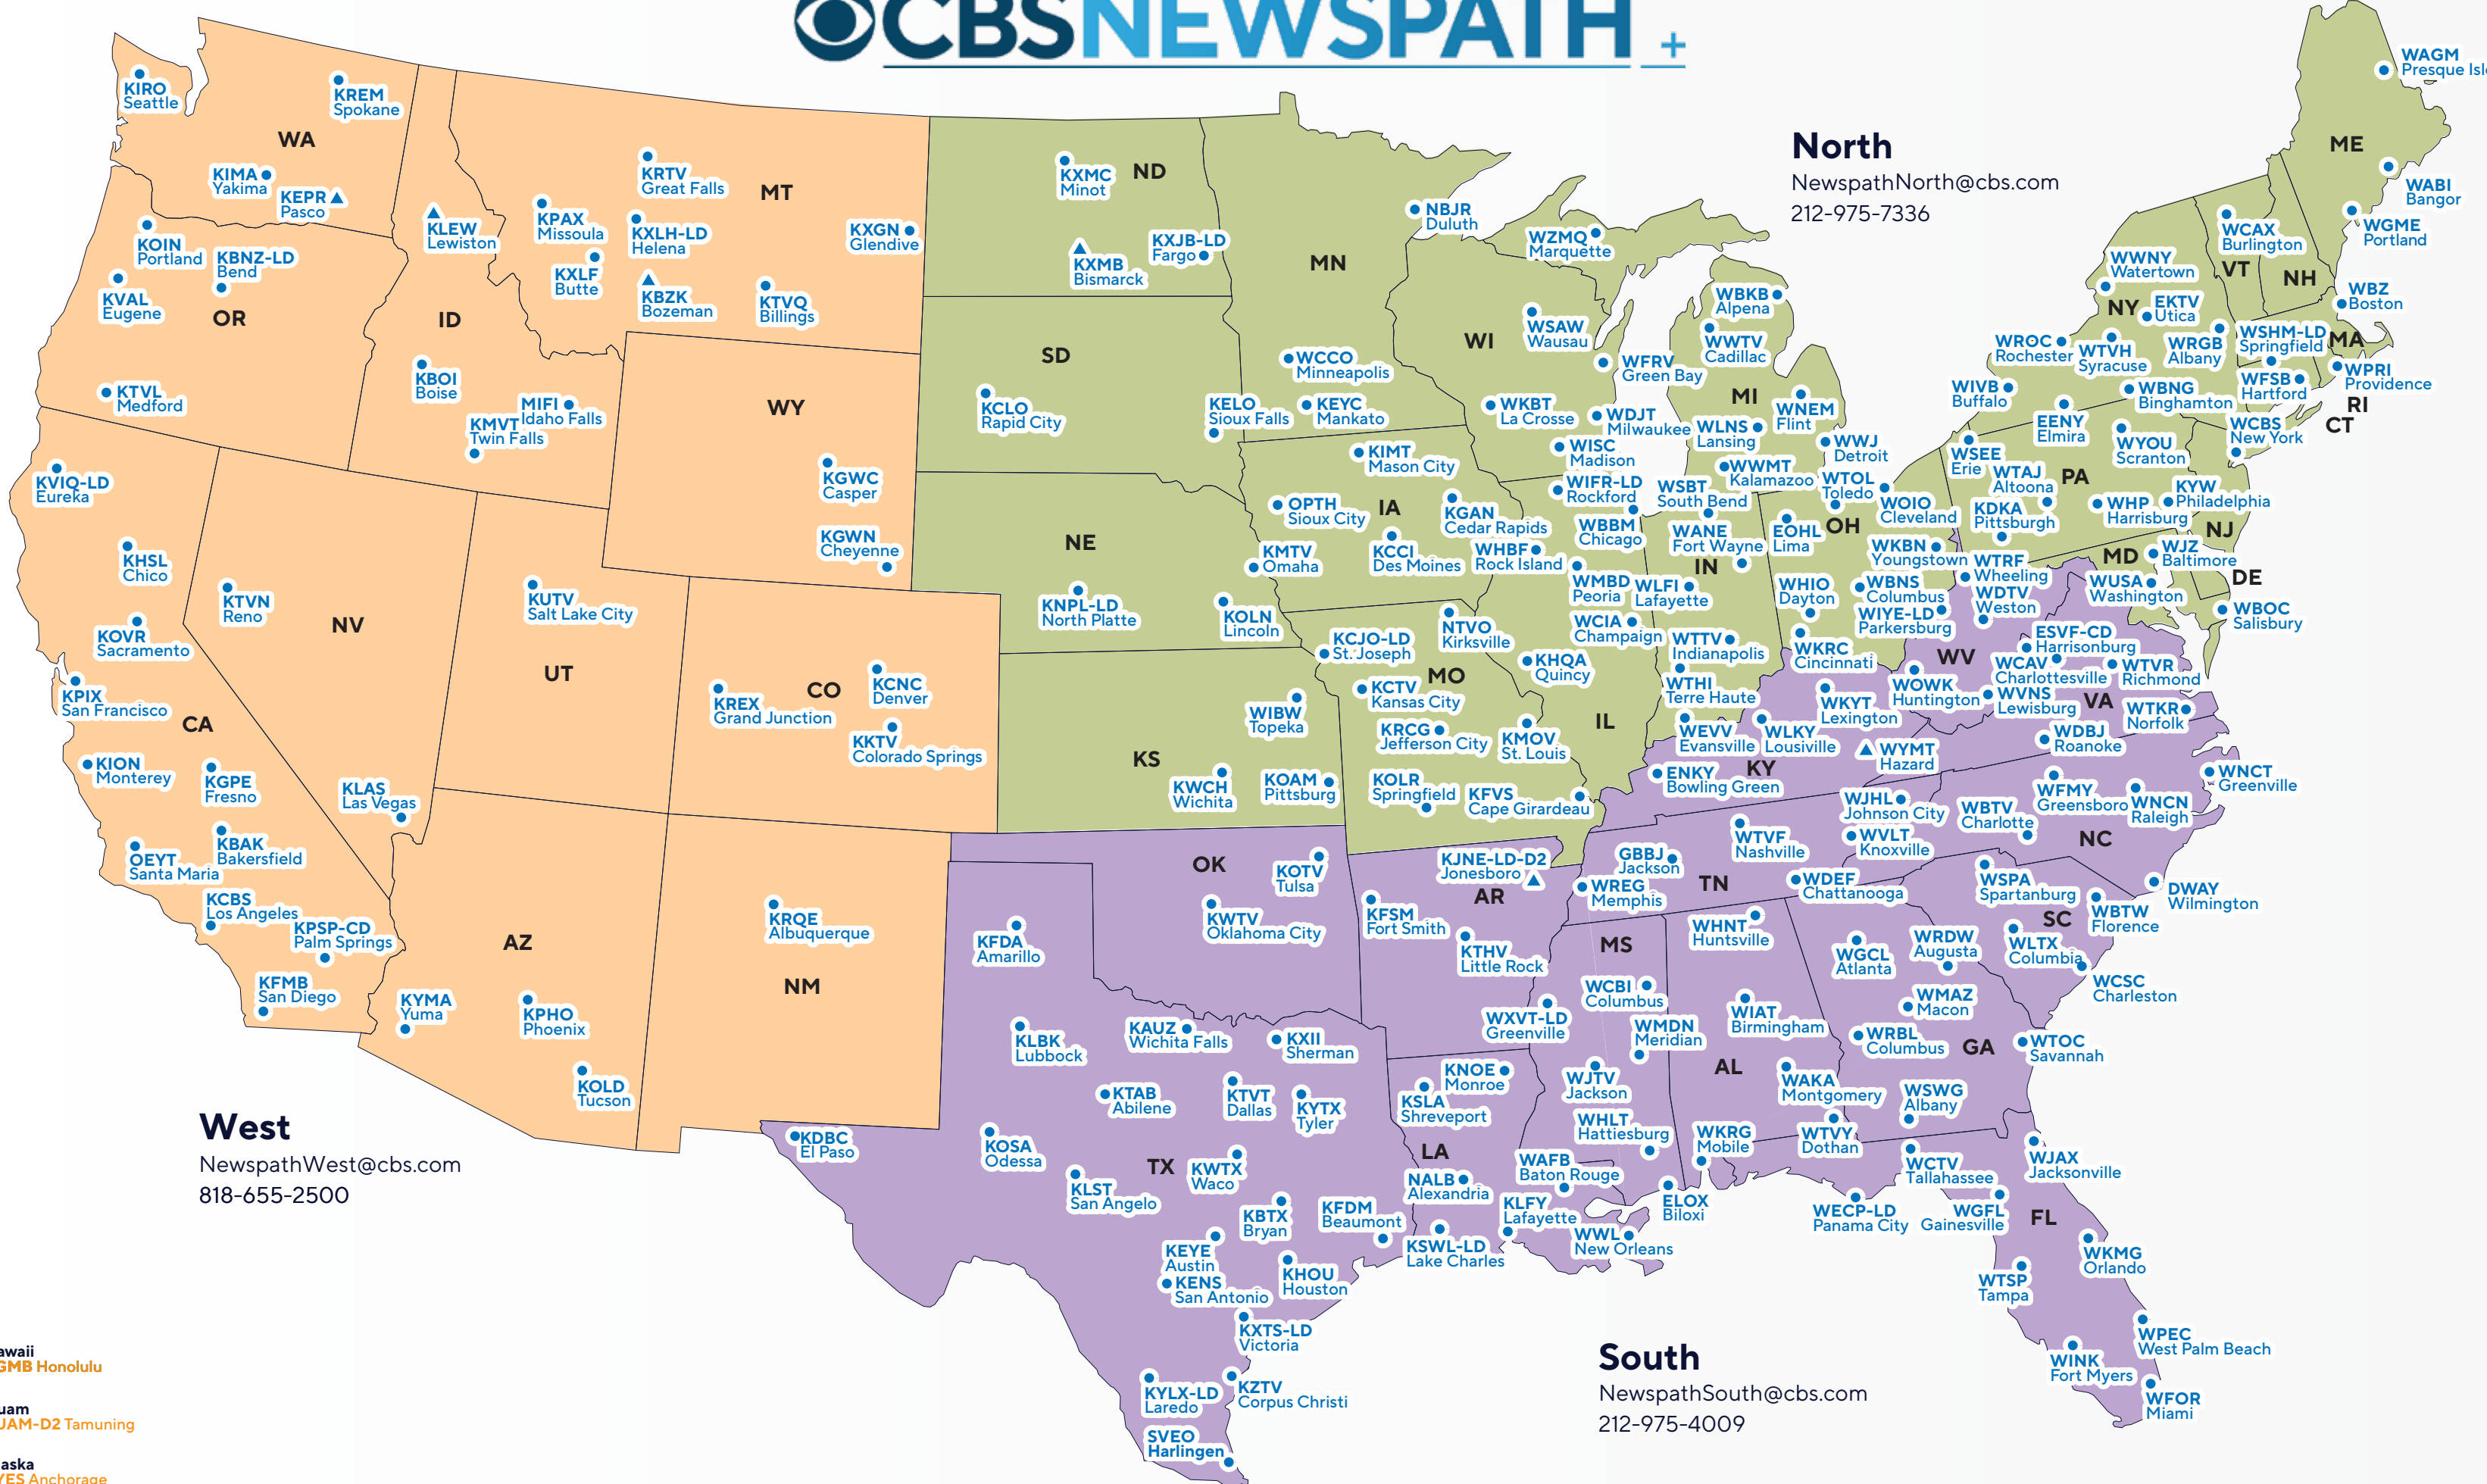 CBSNEWSPATH +
North
NewspathNorth@cbs.com
212-975-7336
West
NewspathWest@cbs.com
818-655-2500
South
NewspathSouth@cbs.com
212-975-4009
WA
KIRO
Seattle
KREM
Spokane
KIMA
Yakima
KEPR
Pasco
OR
KOIN
Portland
KBNZ-LD
Bend
KVAL
Eugene
KTVL
Medford
ID
KLEW
Lewiston
KBOI
Boise
MIFI
Idaho Falls
KMVT
Twin Falls
MT
KRTV
Great Falls
KPAX
Missoula
KXLH-LD
Helena
KXGN
Glendive
KXLF
Butte
KBZK
Bozeman
KTVQ
Billings
WY
KGWC
Casper
KGWN
Cheyenne
CA
KVIQ-LD
Eureka
KHSL
Chico
KOVR
Sacramento
KPIX
San Francisco
KION
Monterey
KGPE
Fresno
KBAK
Bakersfield
OEYT
Santa Maria
KCBS
Los Angeles
KPSP-CD
Palm Springs
KFMB
San Diego
NV
KTVN
Reno
KLAS
Las Vegas
UT
KUTV
Salt Lake City
CO
KREX
Grand Junction
KCNC
Denver
KKTV
Colorado Springs
AZ
KYMA
Yuma
KPHO
Phoenix
KOLD
Tucson
NM
KRQE
Albuquerque
ND
KXMC
Minot
KXMB
Bismarck
KXJB-LD
Fargo
SD
KCLO
Rapid City
KELO
Sioux Falls
NE
KNPL-LD
North Platte
KMTV
Omaha
KOLN
Lincoln
KS
WIBW
Topeka
KWCH
Wichita
KOAM
Pittsburg
MN
NBJR
Duluth
WCCO
Minneapolis
KEYC
Mankato
IA
KIMT
Mason City
OPTH
Sioux City
KGAN
Cedar Rapids
KCCI
Des Moines
WHBF
Rock Island
MO
KCJO-LD
St. Joseph
NTVO
Kirksville
KCTV
Kansas City
KRCG
Jefferson City
KMOV
St. Louis
KOLR
Springfield
KFVS
Cape Girardeau
WI
WSAW
Wausau
WFRV
Green Bay
WKBT
La Crosse
WDJT
Milwaukee
WISC
Madison
IL
WIFR-LD
Rockford
WBBM
Chicago
WMBD
Peoria
WCIA
Champaign
KHQA
Quincy
MI
WZMQ
Marquette
WBKB
Alpena
WWTV
Cadillac
WNEM
Flint
WLNS
Lansing
WWJ
Detroit
WWMT
Kalamazoo
IN
WSBT
South Bend
WANE
Fort Wayne
WLFI
Lafayette
WTTV
Indianapolis
WTHI
Terre Haute
WEVV
Evansville
OH
WTOL
Toledo
WOIO
Cleveland
EOHL
Lima
WKBN
Youngstown
WHIO
Dayton
WBNS
Columbus
WKRC
Cincinnati
ME
WAGM
Presque Isl
WABI
Bangor
WGME
Portland
VT
WCAX
Burlington
NH
MA
WBZ
Boston
WSHM-LD
Springfield
RI
WPRI
Providence
CT
WFSB
Hartford
NY
WWNY
Watertown
EKTV
Utica
WROC
Rochester
WTVH
Syracuse
WRGB
Albany
WIVB
Buffalo
WBNG
Binghamton
EENY
Elmira
WCBS
New York
PA
WSEE
Erie
WYOU
Scranton
WTAJ
Altoona
KDKA
Pittsburgh
WHP
Harrisburg
KYW
Philadelphia
NJ
MD
WJZ
Baltimore
DE
WUSA
Washington
WBOC
Salisbury
WV
WTRF
Wheeling
WDTV
Weston
WIYE-LD
Parkersburg
WOWK
Huntington
WVNS
Lewisburg
VA
ESVF-CD
Harrisonburg
WCAV
Charlottesville
WTVR
Richmond
WTKR
Norfolk
WDBJ
Roanoke
KY
WKYT
Lexington
WLKY
Lousiville
WYMT
Hazard
ENKY
Bowling Green
TN
WJHL
Johnson City
WTVF
Nashville
WVLT
Knoxville
GBBJ
Jackson
WREG
Memphis
WDEF
Chattanooga
NC
WNCT
Greenville
WFMY
Greensboro
WNCN
Raleigh
WBTV
Charlotte
DWAY
Wilmington
SC
WSPA
Spartanburg
WBTW
Florence
WLTX
Columbia
WCSC
Charleston
GA
WGCL
Atlanta
WRDW
Augusta
WMAZ
Macon
WRBL
Columbus
WTOC
Savannah
WSWG
Albany
AL
WHNT
Huntsville
WIAT
Birmingham
WAKA
Montgomery
WTVY
Dothan
WKRG
Mobile
MS
WCBI
Columbus
WXVT-LD
Greenville
WMDN
Meridian
WJTV
Jackson
WHLT
Hattiesburg
ELOX
Biloxi
FL
WJAX
Jacksonville
WCTV
Tallahassee
WECP-LD
Panama City
WGFL
Gainesville
WKMG
Orlando
WTSP
Tampa
WPEC
West Palm Beach
WINK
Fort Myers
WFOR
Miami
AR
KJNE-LD-D2
Jonesboro
KFSM
Fort Smith
KTHV
Little Rock
LA
KNOE
Monroe
KSLA
Shreveport
WAFB
Baton Rouge
NALB
Alexandria
KLFY
Lafayette
WWL
New Orleans
KSWL-LD
Lake Charles
OK
KOTV
Tulsa
KWTV
Oklahoma City
TX
KFDA
Amarillo
KLBK
Lubbock
KAUZ
Wichita Falls
KXII
Sherman
KTAB
Abilene
KTVT
Dallas
KYTX
Tyler
KDBC
El Paso
KOSA
Odessa
KWTX
Waco
KLST
San Angelo
KBTX
Bryan
KFDM
Beaumont
KEYE
Austin
KENS
San Antonio
KHOU
Houston
KXTS-LD
Victoria
KYLX-LD
Laredo
KZTV
Corpus Christi
SVEO
Harlingen
awaii
GMB Honolulu
uam
UAM-D2 Tamuning
aska
YES Anchorage